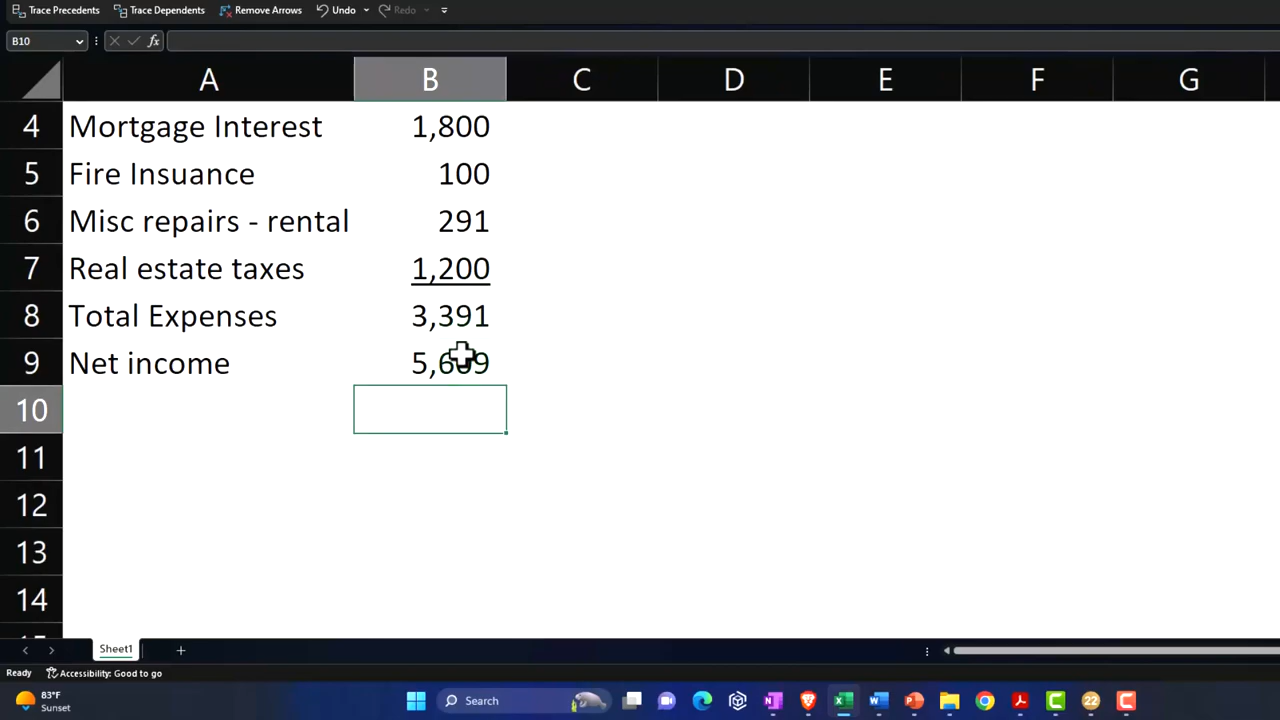 Trace Precedents Trace Dependents Remove Arrows Undo Redo
B10 fx
A B C D E F G
4 Mortgage Interest 1,800
5 Fire Insuance 100
6 Misc repairs - rental 291
7 Real estate taxes 1,200
8 Total Expenses 3,391
9 Net income
10
11
12
13
14
Sheet1
Ready Accessibility: Good to go
83°F
Sunset
Search
22